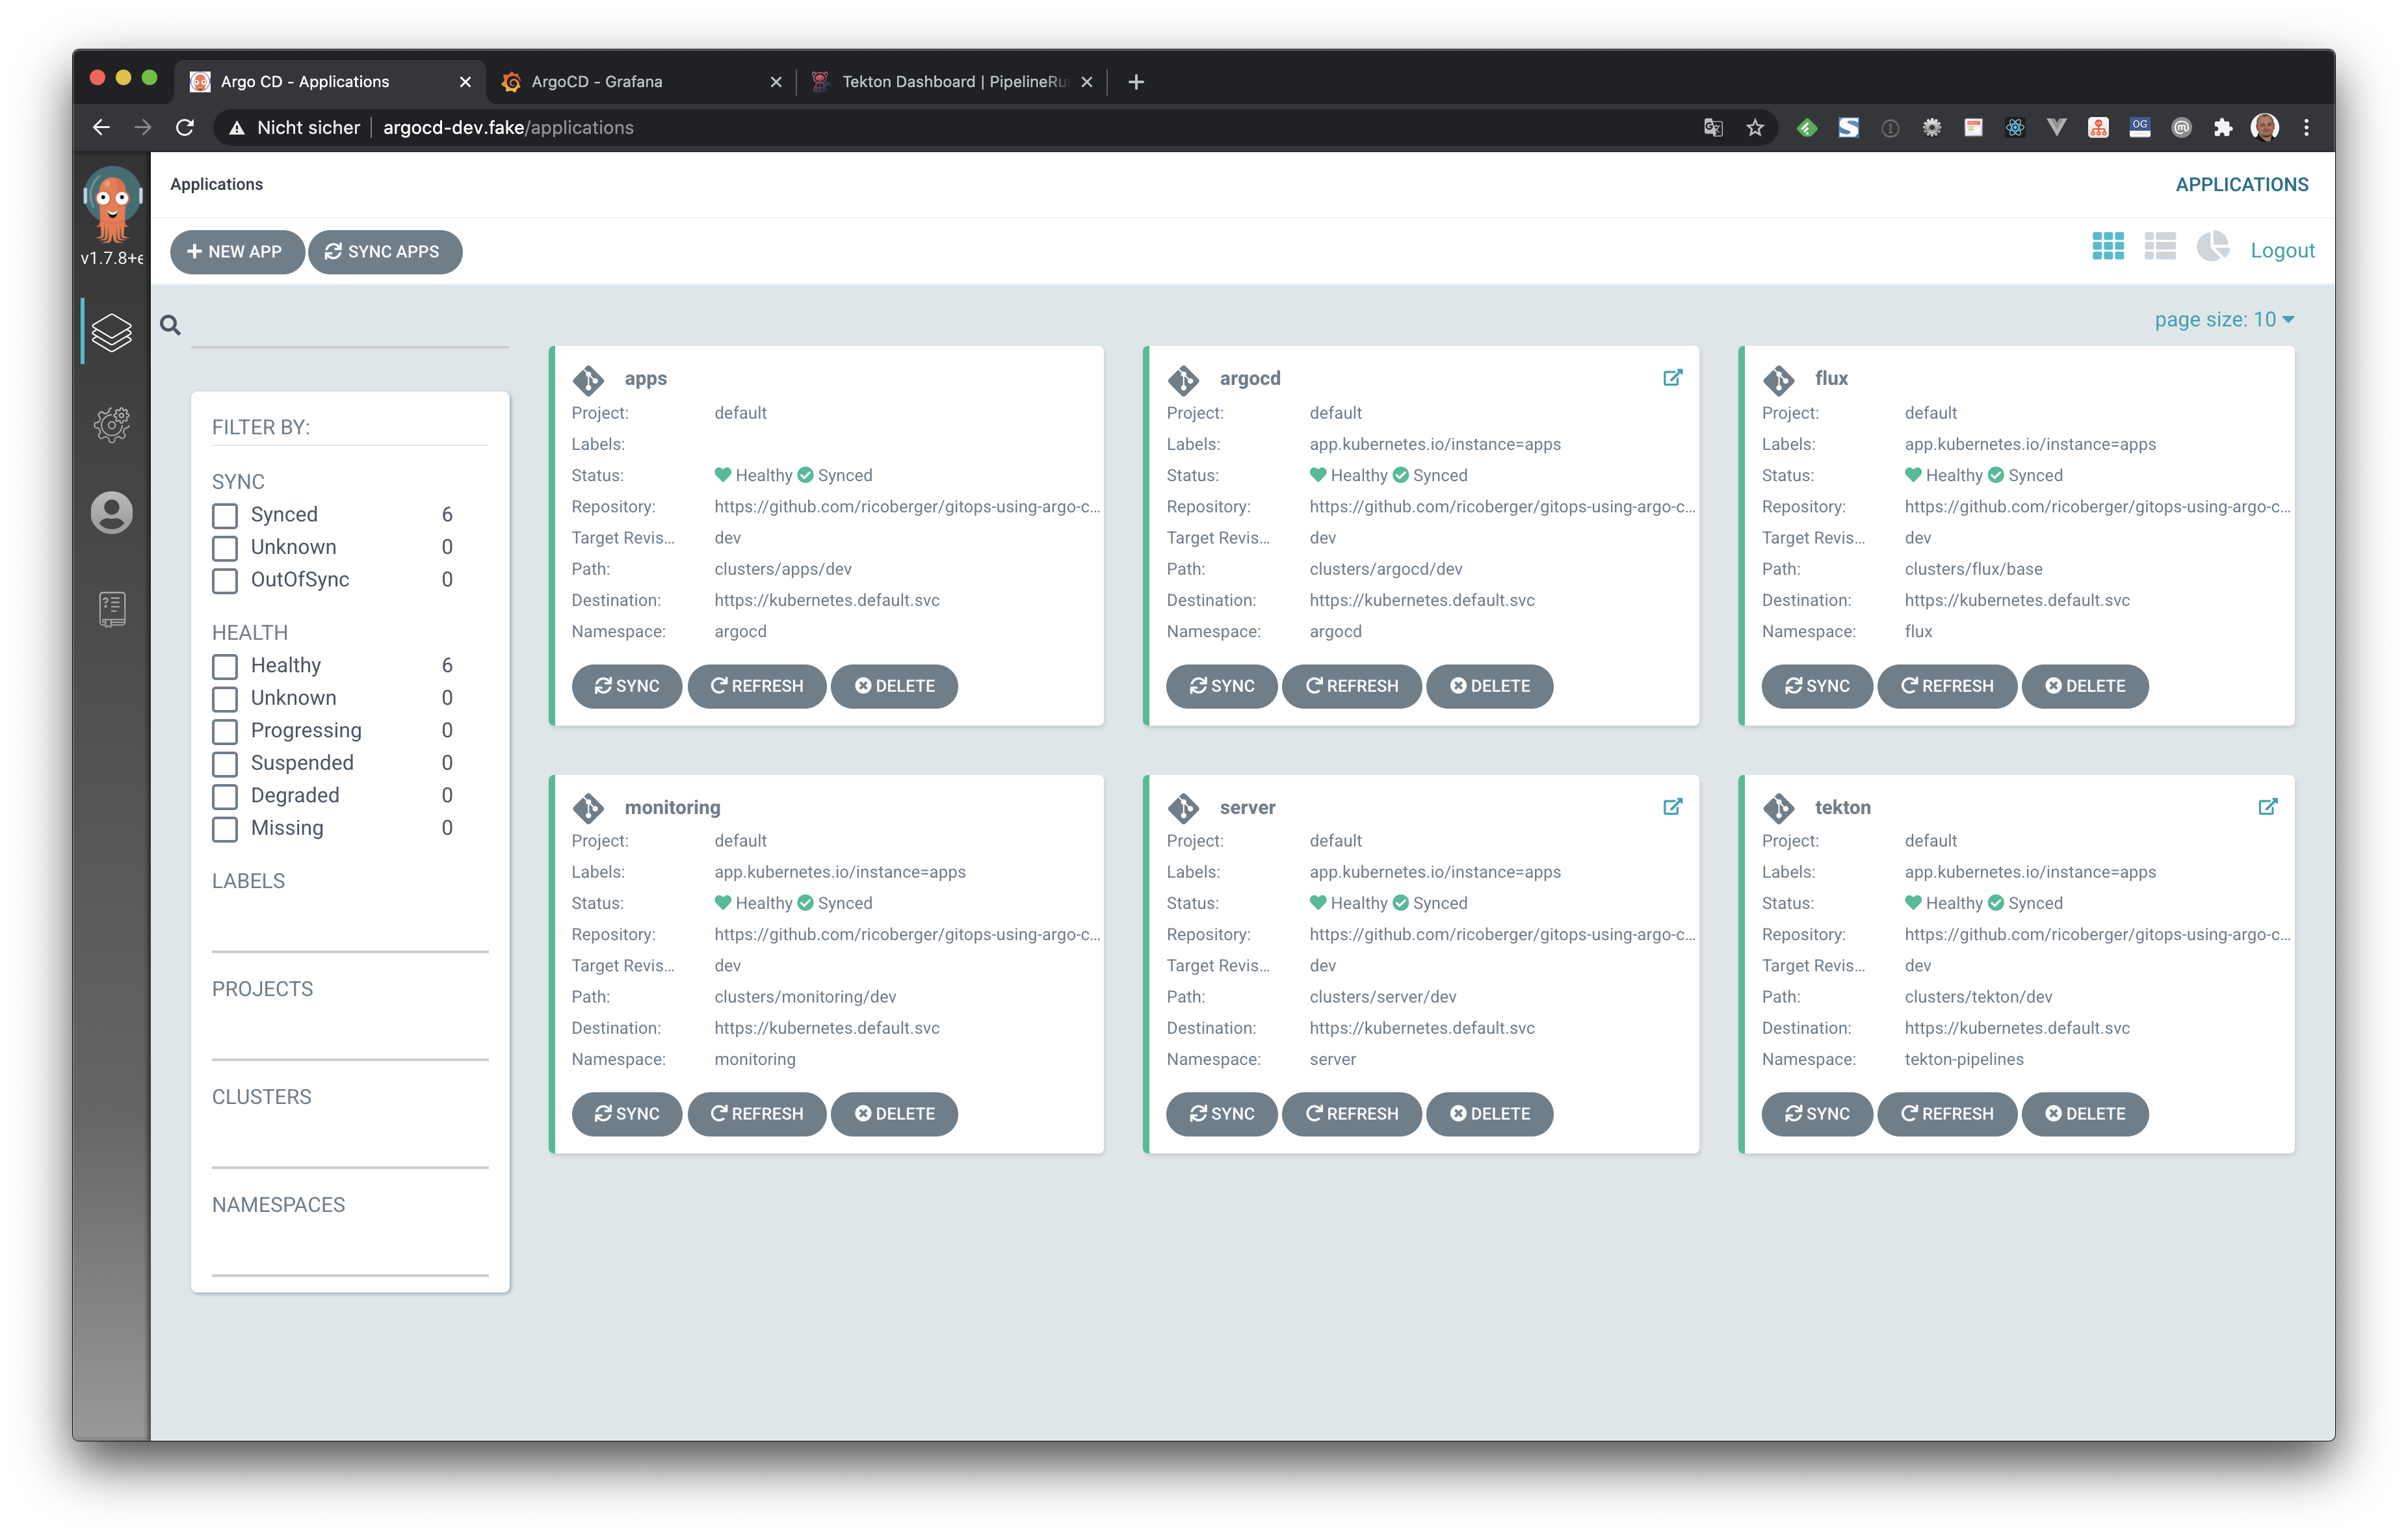 Argo CD - Applications
ArgoCD - Grafana
Tekton Dashboard | PipelineRu
Nicht sicher
argocd-dev.fake/applications
OG
v1.7.8+e
Applications
APPLICATIONS
NEW APP
SYNC APPS
Logout
page size: 10
FILTER BY:
SYNC
Synced 6
Unknown 0
OutOfSync 0
HEALTH
Healthy 6
Unknown 0
Progressing 0
Suspended 0
Degraded 0
Missing 0
LABELS
PROJECTS
CLUSTERS
NAMESPACES
apps
Project: default
Labels:
Status: Healthy Synced
Repository: https://github.com/ricoberger/gitops-using-argo-c...
Target Revis... dev
Path: clusters/apps/dev
Destination: https://kubernetes.default.svc
Namespace: argocd
SYNC REFRESH DELETE
argocd
Project: default
Labels: app.kubernetes.io/instance=apps
Status: Healthy Synced
Repository: https://github.com/ricoberger/gitops-using-argo-c...
Target Revis... dev
Path: clusters/argocd/dev
Destination: https://kubernetes.default.svc
Namespace: argocd
SYNC REFRESH DELETE
flux
Project: default
Labels: app.kubernetes.io/instance=apps
Status: Healthy Synced
Repository: https://github.com/ricoberger/gitops-using-argo-c...
Target Revis... dev
Path: clusters/flux/base
Destination: https://kubernetes.default.svc
Namespace: flux
SYNC REFRESH DELETE
monitoring
Project: default
Labels: app.kubernetes.io/instance=apps
Status: Healthy Synced
Repository: https://github.com/ricoberger/gitops-using-argo-c...
Target Revis... dev
Path: clusters/monitoring/dev
Destination: https://kubernetes.default.svc
Namespace: monitoring
SYNC REFRESH DELETE
server
Project: default
Labels: app.kubernetes.io/instance=apps
Status: Healthy Synced
Repository: https://github.com/ricoberger/gitops-using-argo-c...
Target Revis... dev
Path: clusters/server/dev
Destination: https://kubernetes.default.svc
Namespace: server
SYNC REFRESH DELETE
tekton
Project: default
Labels: app.kubernetes.io/instance=apps
Status: Healthy Synced
Repository: https://github.com/ricoberger/gitops-using-argo-c...
Target Revis... dev
Path: clusters/tekton/dev
Destination: https://kubernetes.default.svc
Namespace: tekton-pipelines
SYNC REFRESH DELETE